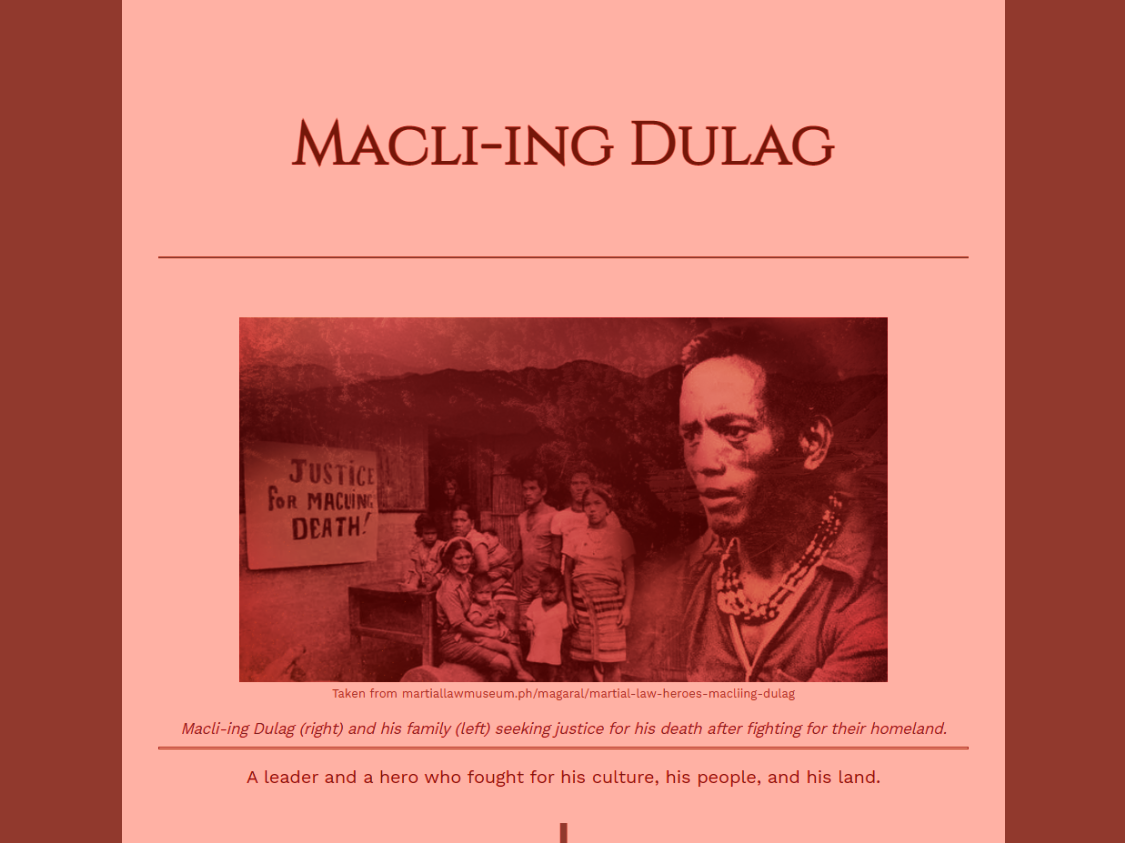 Macli-ing Dulag
JUSTICE
FOR MACLIING
DEATH!
Taken from martiallawmuseum.ph/magaral/martial-law-heroes-macliing-dulag
Macli-ing Dulag (right) and his family (left) seeking justice for his death after fighting for their homeland.
A leader and a hero who fought for his culture, his people, and his land.